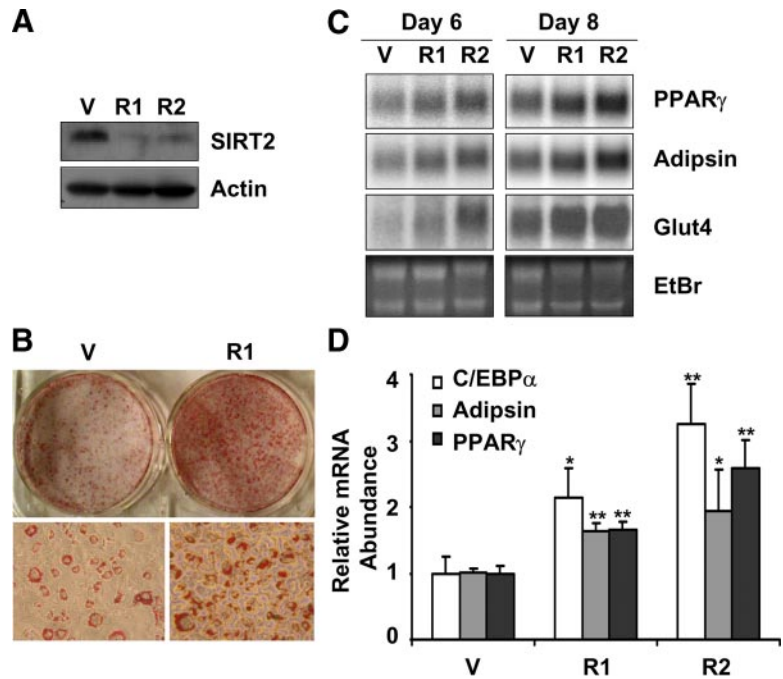 A
V R1 R2
SIRT2
Actin
B
V R1
C
Day 6 Day 8
V R1 R2 V R1 R2
PPARγ
Adipsin
Glut4
EtBr
D
Relative mRNA
Abundance
4
3
2
1
0
C/EBPα
Adipsin
PPARγ
* ** **
** * **
V R1 R2